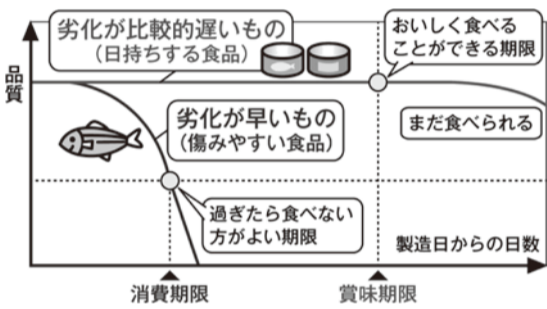 劣化が比較的遅いもの
（日持ちする食品）
おいしく食べる
ことができる期限
品質
劣化が早いもの
（傷みやすい食品）
まだ食べられる
過ぎたら食べない
方がよい期限
製造日からの日数
消費期限
賞味期限